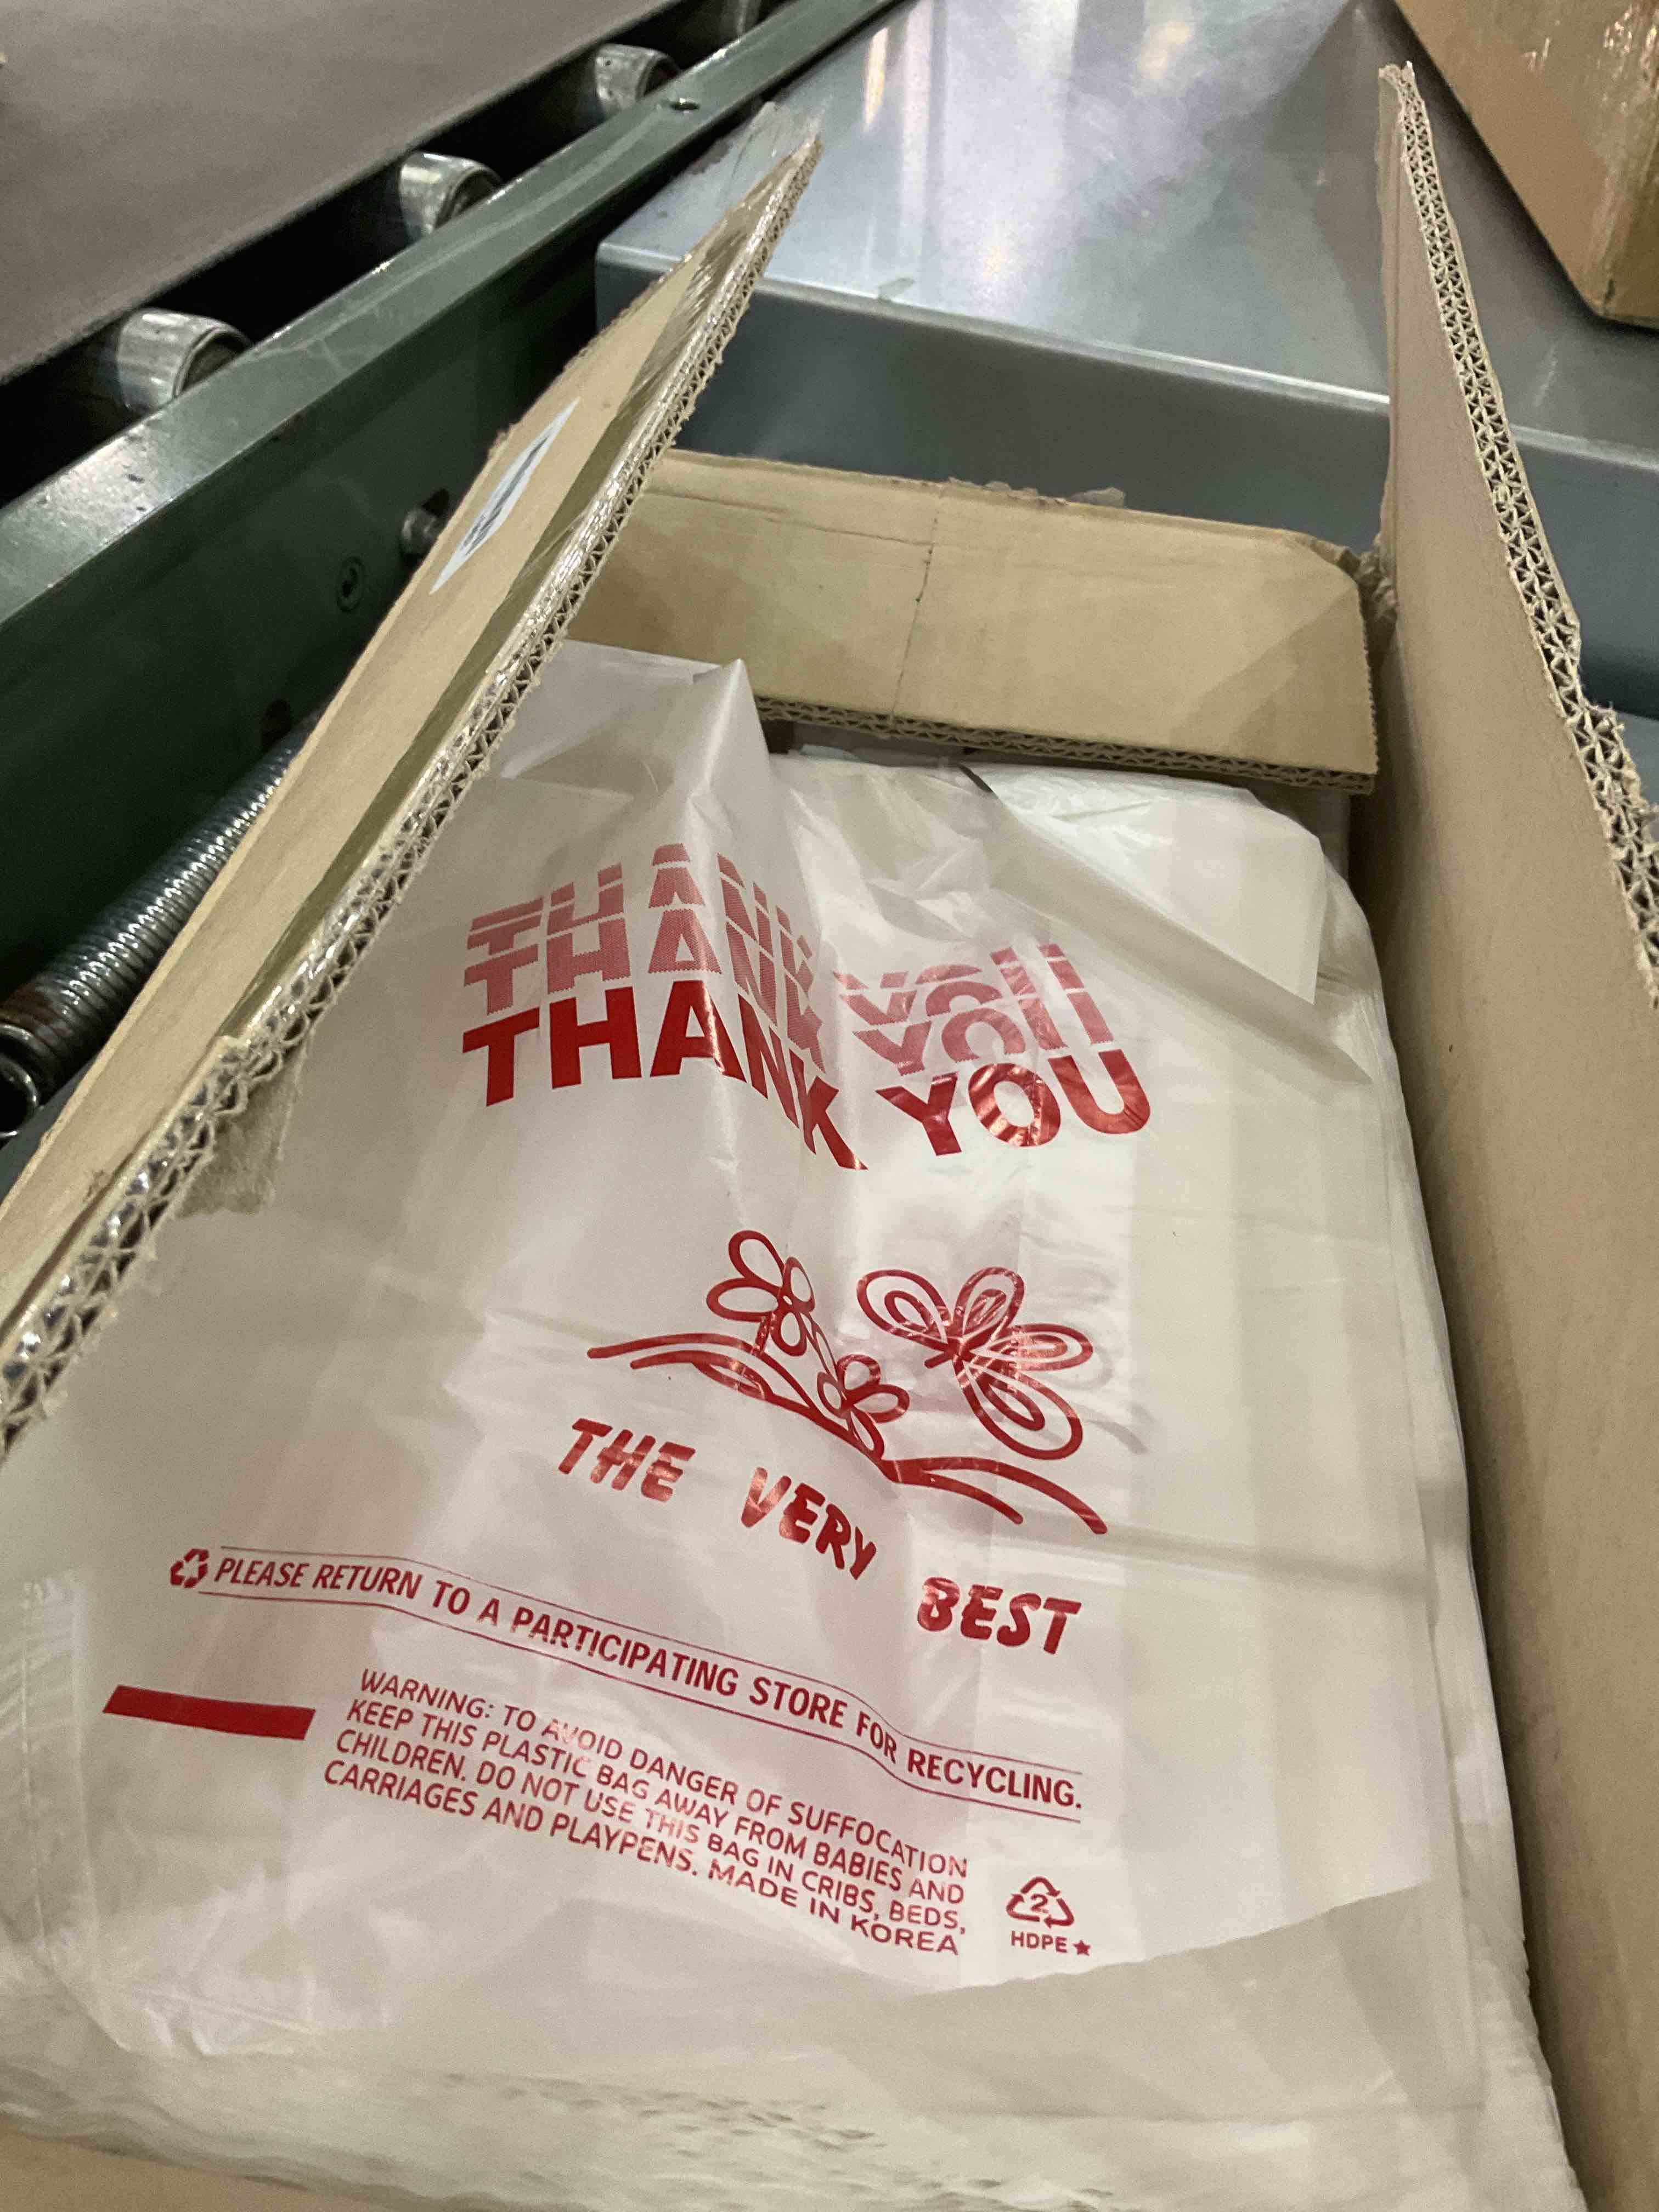 THANK YOU
THANK YOU
THANK YOU
THE VERY BEST
PLEASE RETURN TO A PARTICIPATING STORE FOR RECYCLING.
WARNING: TO AVOID DANGER OF SUFFOCATION
KEEP THIS PLASTIC BAG AWAY FROM BABIES AND
CHILDREN. DO NOT USE THIS BAG IN CRIBS, BEDS,
CARRIAGES AND PLAYPENS. MADE IN KOREA
2
HDPE★